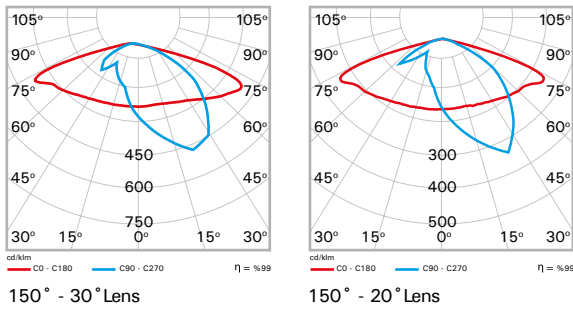 105° 105° 105° 105°
90° 90° 90° 90°
75° 75° 75° 75°
60° 60° 60° 60°
450 300
45° 45° 45° 45°
600 400
750 500
30° 15° 0° 15° 30° 30° 15° 0° 15° 30°
cd/klm cd/klm
C0 - C180 C90 - C270 η = %99 C0 - C180 C90 - C270 η = %99
150° - 30°Lens 150° - 20°Lens